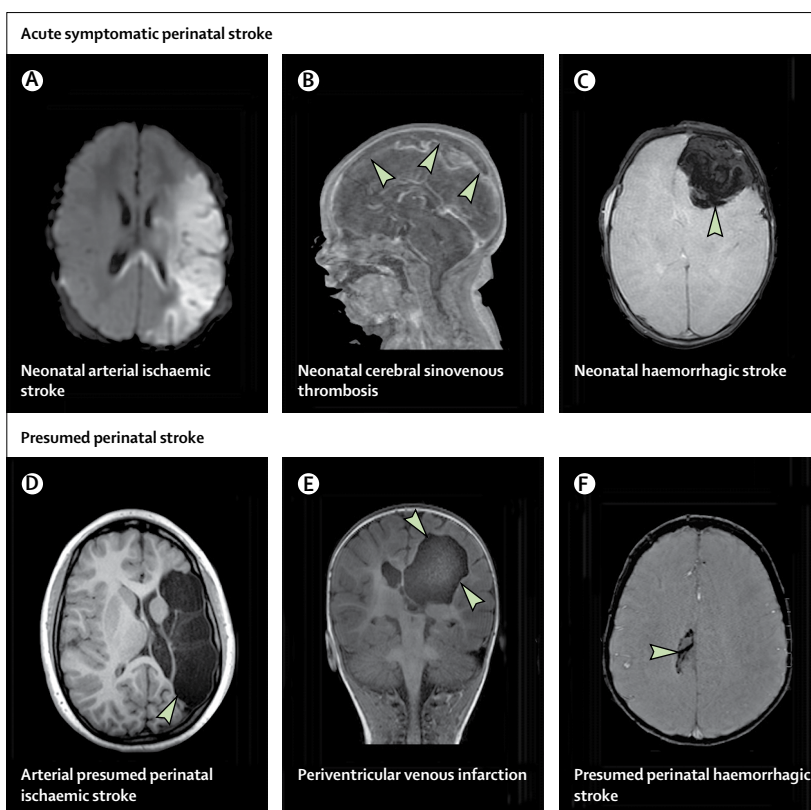 Acute symptomatic perinatal stroke
A
B
C
Neonatal arterial ischaemic
stroke
Neonatal cerebral sinovenous
thrombosis
Neonatal haemorrhagic stroke
Presumed perinatal stroke
D
E
F
Arterial presumed perinatal
ischaemic stroke
Periventricular venous infarction
Presumed perinatal haemorrhagic
stroke